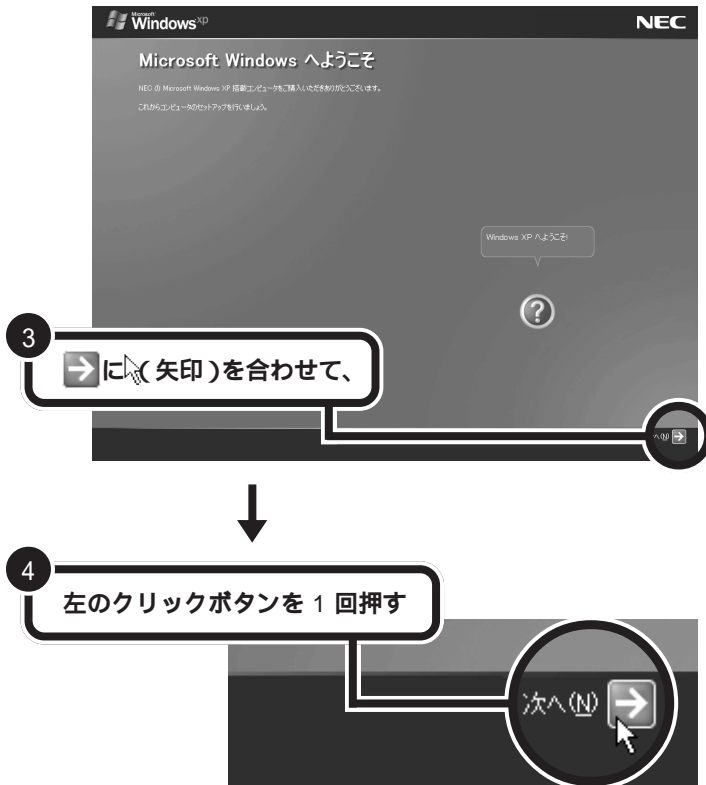 Microsoft
Windows xp
NEC
Microsoft Windows へようこそ
NEC の Microsoft Windows XP 搭載コンピュータをご購入いただきありがとうございます。
これからコンピュータのセットアップを行いましょう。
Windows XP へようこそ!
?
3
に(矢印)を合わせて、
へ(N)
4
左のクリックボタンを 1 回押す
次へ(N)